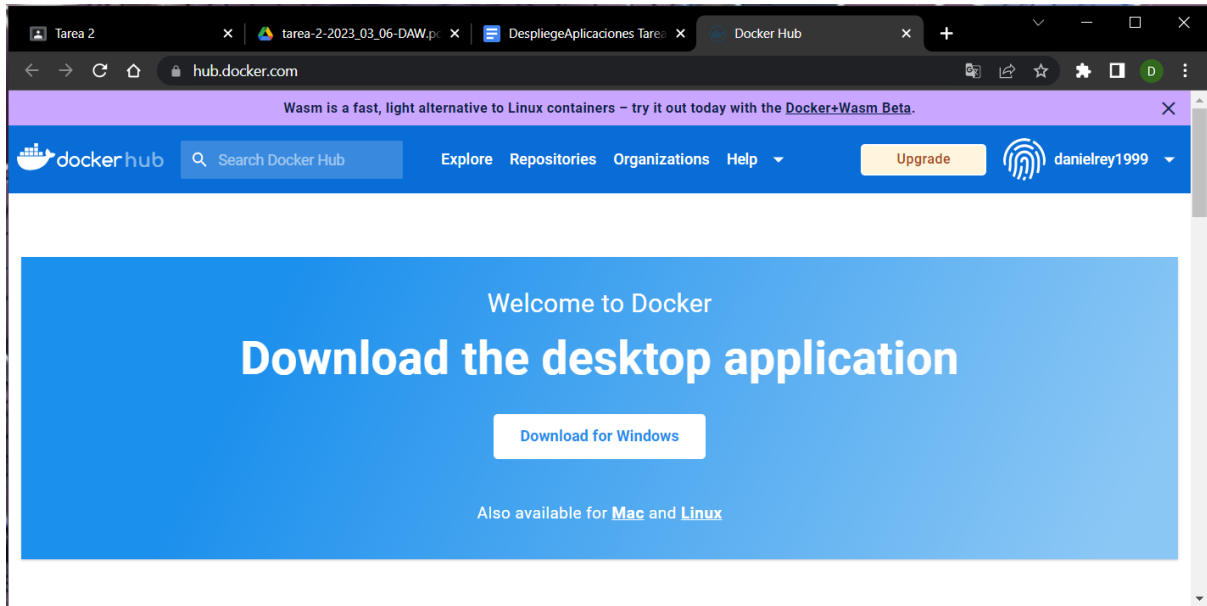 Tarea 2
tarea-2-2023_03_06-DAW.pc
DespliegeAplicaciones Tarea
Docker Hub
hub.docker.com
D
Wasm is a fast, light alternative to Linux containers – try it out today with the Docker+Wasm Beta.
dockerhub Search Docker Hub Explore Repositories Organizations Help Upgrade danielrey1999
Welcome to Docker
Download the desktop application
Download for Windows
Also available for Mac and Linux